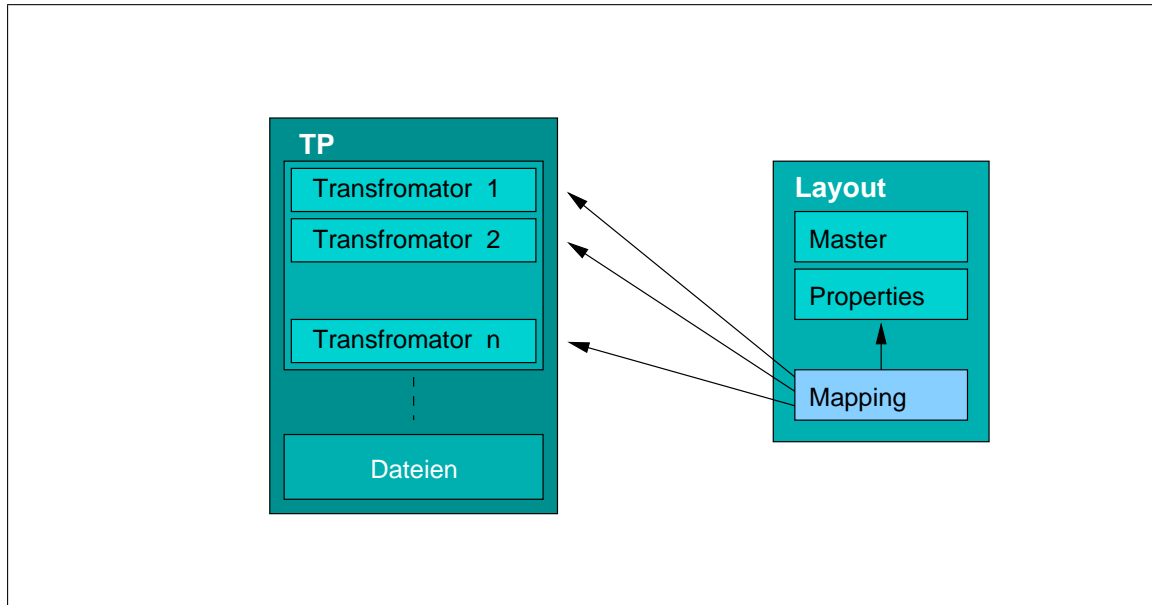 TP
Transfromator 1
Transfromator 2
Transfromator n
Dateien
Layout
Master
Properties
Mapping